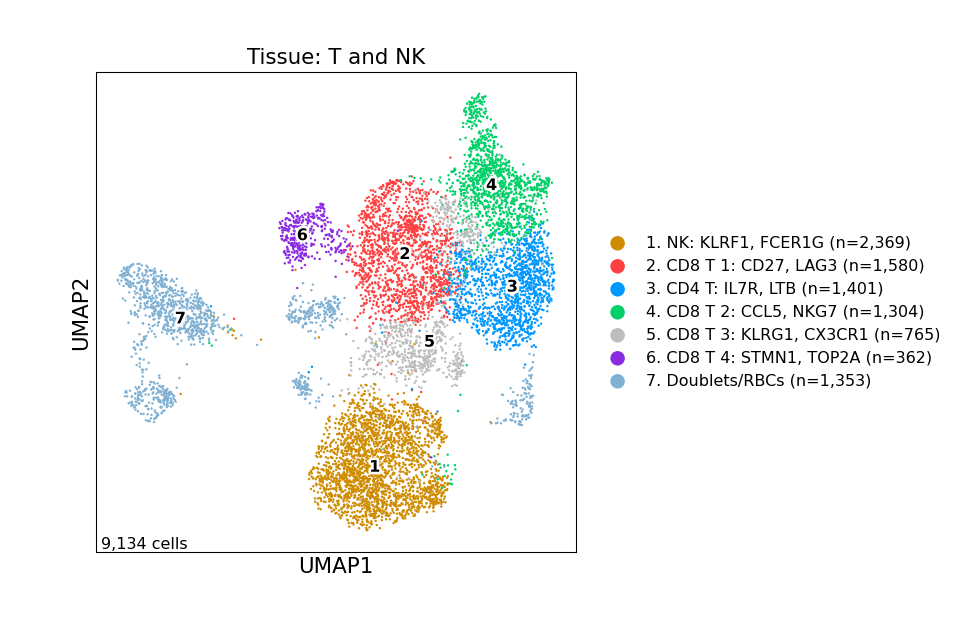 Tissue: T and NK
4
6
2
3
7
5
1
9,134 cells
UMAP1
UMAP2
1. NK: KLRF1, FCER1G (n=2,369)
2. CD8 T 1: CD27, LAG3 (n=1,580)
3. CD4 T: IL7R, LTB (n=1,401)
4. CD8 T 2: CCL5, NKG7 (n=1,304)
5. CD8 T 3: KLRG1, CX3CR1 (n=765)
6. CD8 T 4: STMN1, TOP2A (n=362)
7. Doublets/RBCs (n=1,353)